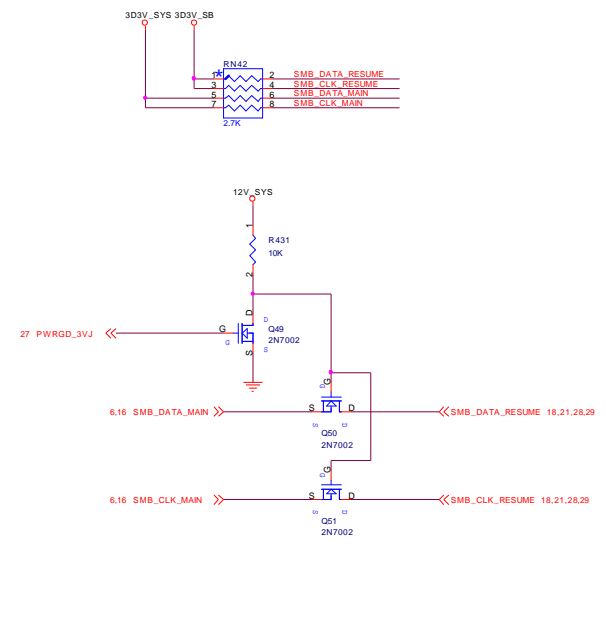 3D3V_SYS 3D3V_SB
RN42
1 2 SMB_DATA_RESUME
3 4 SMB_CLK_RESUME
5 6 SMB_DATA_MAIN
7 8 SMB_CLK_MAIN
2.7K
12V_SYS
1
R431
10K
2
D D
27 PWRGD_3VJ G Q49
G 2N7002
S S
G G
6,16 SMB_DATA_MAIN S D SMB_DATA_RESUME 18,21,28,29
S D
Q50
2N7002
G G
6,16 SMB_CLK_MAIN S D SMB_CLK_RESUME 18,21,28,29
S D
Q51
2N7002